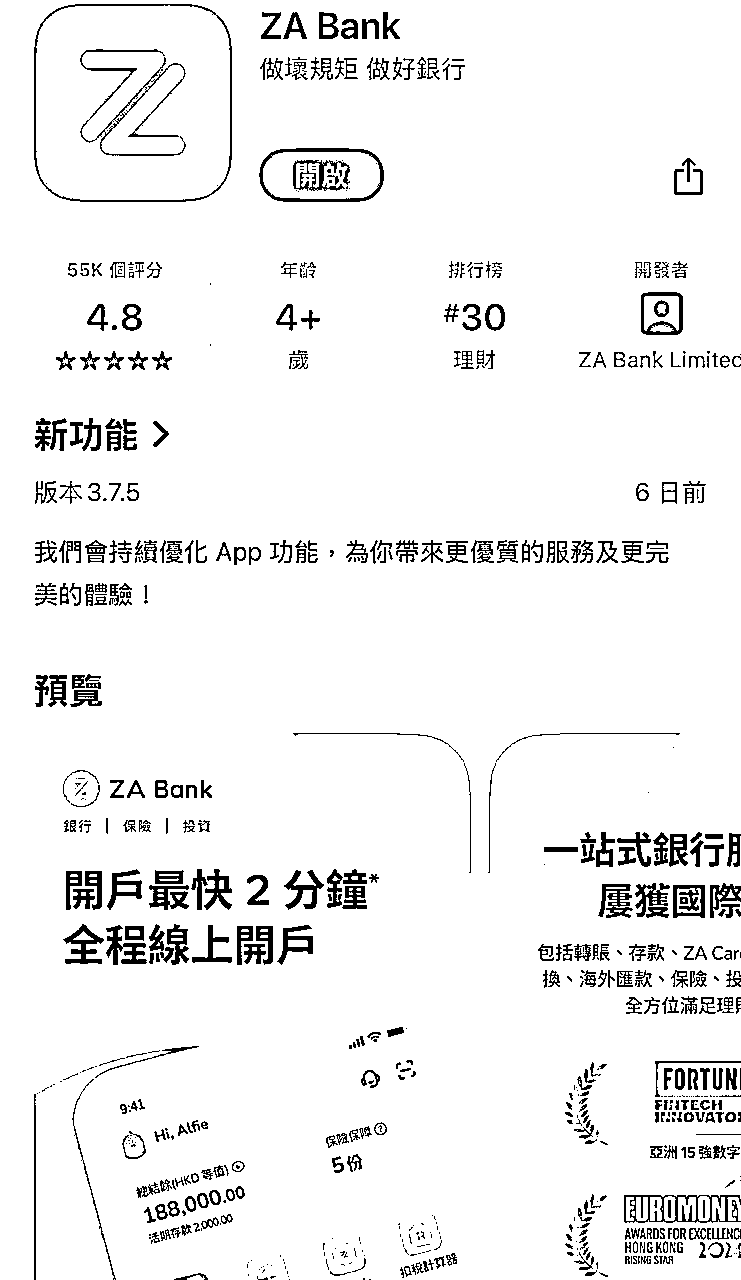 ZA Bank
做壞規矩 做好銀行
開啟
55K 個評分
4.8
年齡
4+
歲
排行榜
#30
理財
開發者
ZA Bank Limited
新功能
版本 3.7.5
6 日前
我們會持續優化 App 功能，為你帶來更優質的服務及更完
美的體驗！
預覽
ZA Bank
銀行 | 保險 | 投資
開戶最快 2 分鐘*
全程線上開戶
9:41
Hi, Alfie
總結餘(HKD 等值)
188,000.00
活期存款 2,000.00
保險保障
5份
扣稅計算器
一站式銀行服
屢獲國際
包括轉賬、存款、ZA Car
換、海外匯款、保險、投
全方位滿足理財
FORTUN
FINTECH
INNOVATO
亞洲 15 強數字
EUROMONEY
AWARDS FOR EXCELLENC
HONG KONG 2024
RISING STAR